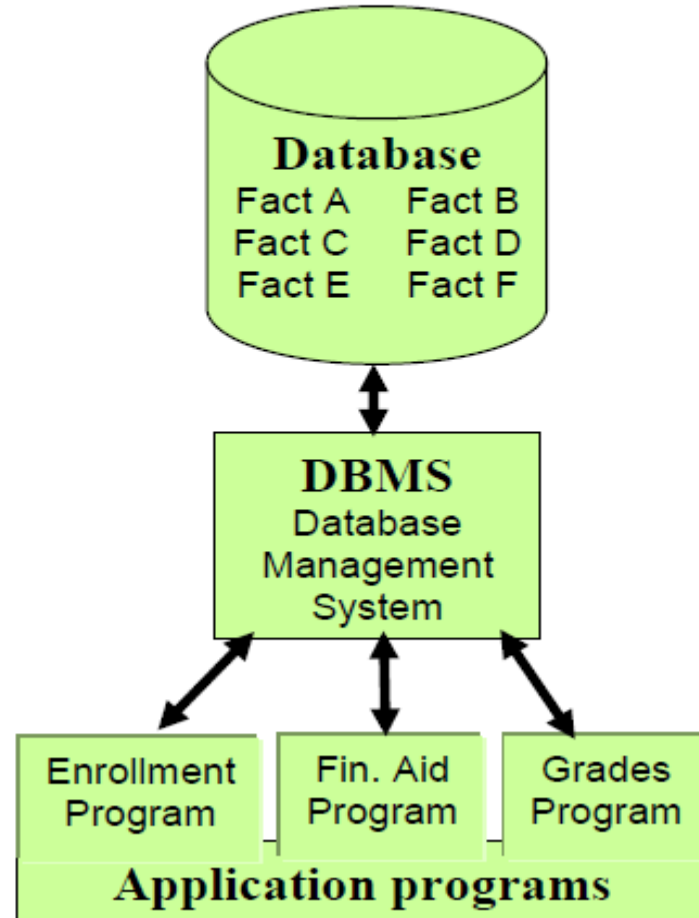 Database
Fact A Fact B
Fact C Fact D
Fact E Fact F
DBMS
Database
Management
System
Enrollment
Program
Fin. Aid
Program
Grades
Program
Application programs